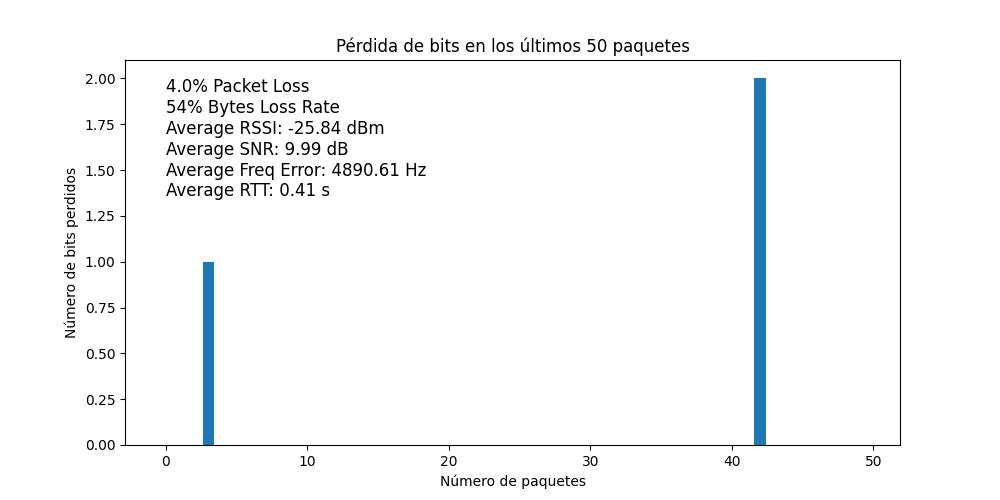 Pérdida de bits en los últimos 50 paquetes
4.0% Packet Loss
54% Bytes Loss Rate
Average RSSI: -25.84 dBm
Average SNR: 9.99 dB
Average Freq Error: 4890.61 Hz
Average RTT: 0.41 s
Número de bits perdidos
2.00
1.75
1.50
1.25
1.00
0.75
0.50
0.25
0.00
0 10 20 30 40 50
Número de paquetes